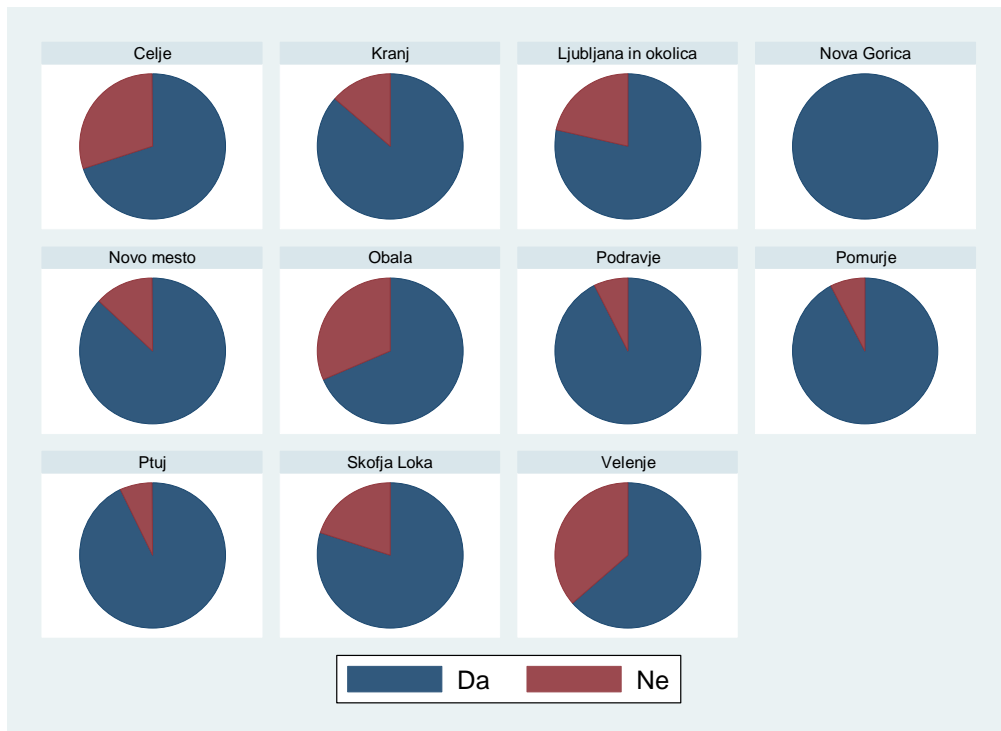 Celje
Kranj
Ljubljana in okolica
Nova Gorica
Novo mesto
Obala
Podravje
Pomurje
Ptuj
Skofja Loka
Velenje
Da
Ne